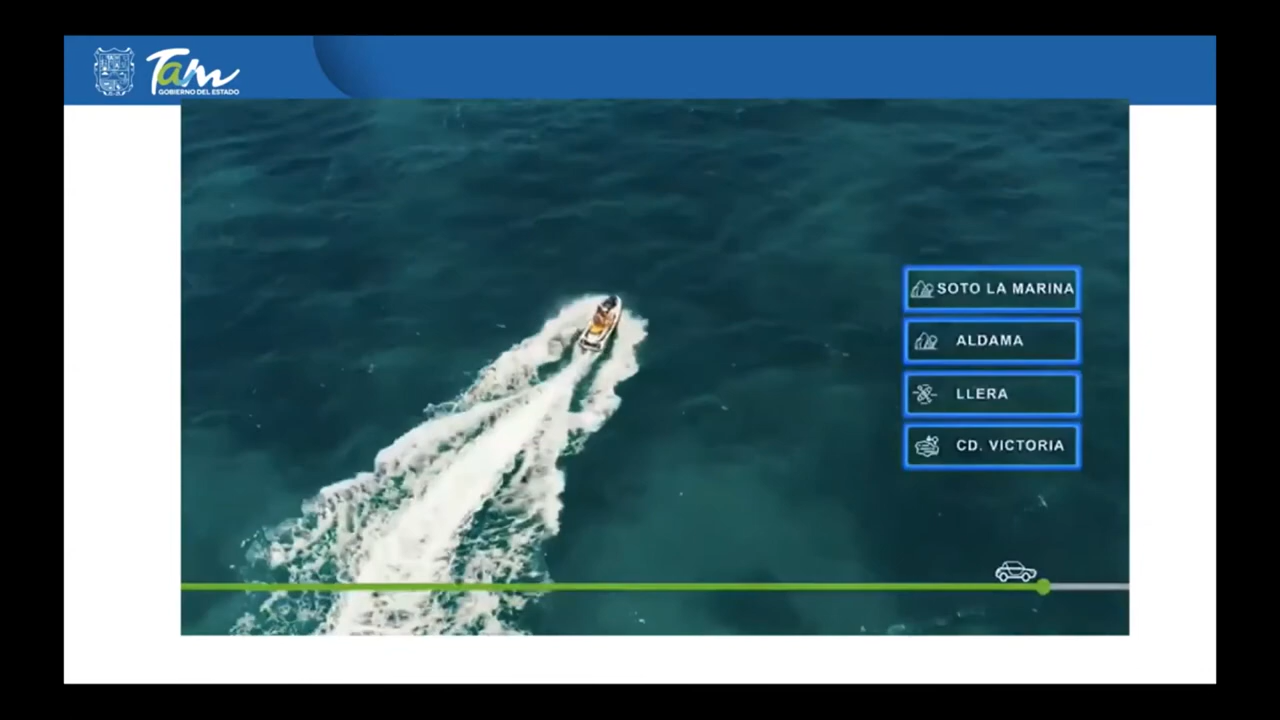 Tam
GOBIERNO DEL ESTADO
SOTO LA MARINA
ALDAMA
LLERA
CD. VICTORIA